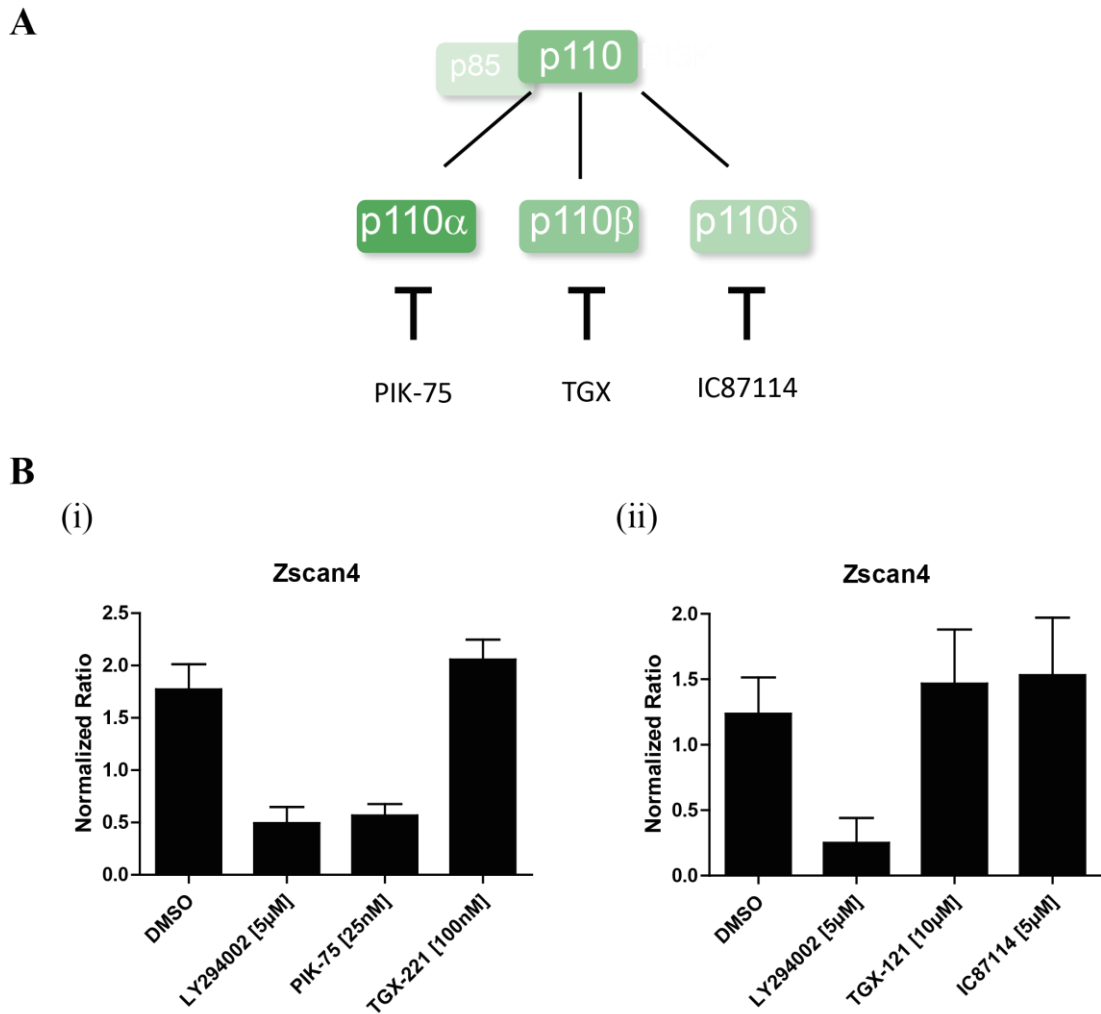 A
p85 p110
p110α p110β p110δ
PIK-75 TGX IC87114
B
(i) (ii)
Zscan4
Normalized Ratio
2.5
2.0
1.5
1.0
0.5
0.0
DMSO
LY294002 [5µM]
PIK-75 [25nM]
TGX-221 [100nM]
Zscan4
Normalized Ratio
2.0
1.5
1.0
0.5
0.0
DMSO
LY294002 [5µM]
TGX-121 [10µM]
IC87114 [5µM]